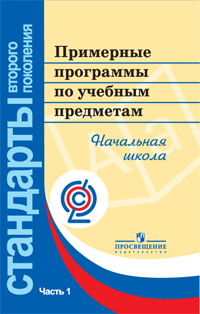 стандарты
второго
поколения
Примерные
программы
по учебным
предметам
Начальная
школа
ПРОСВЕЩЕНИЕ
ИЗДАТЕЛЬСТВО
Часть 1